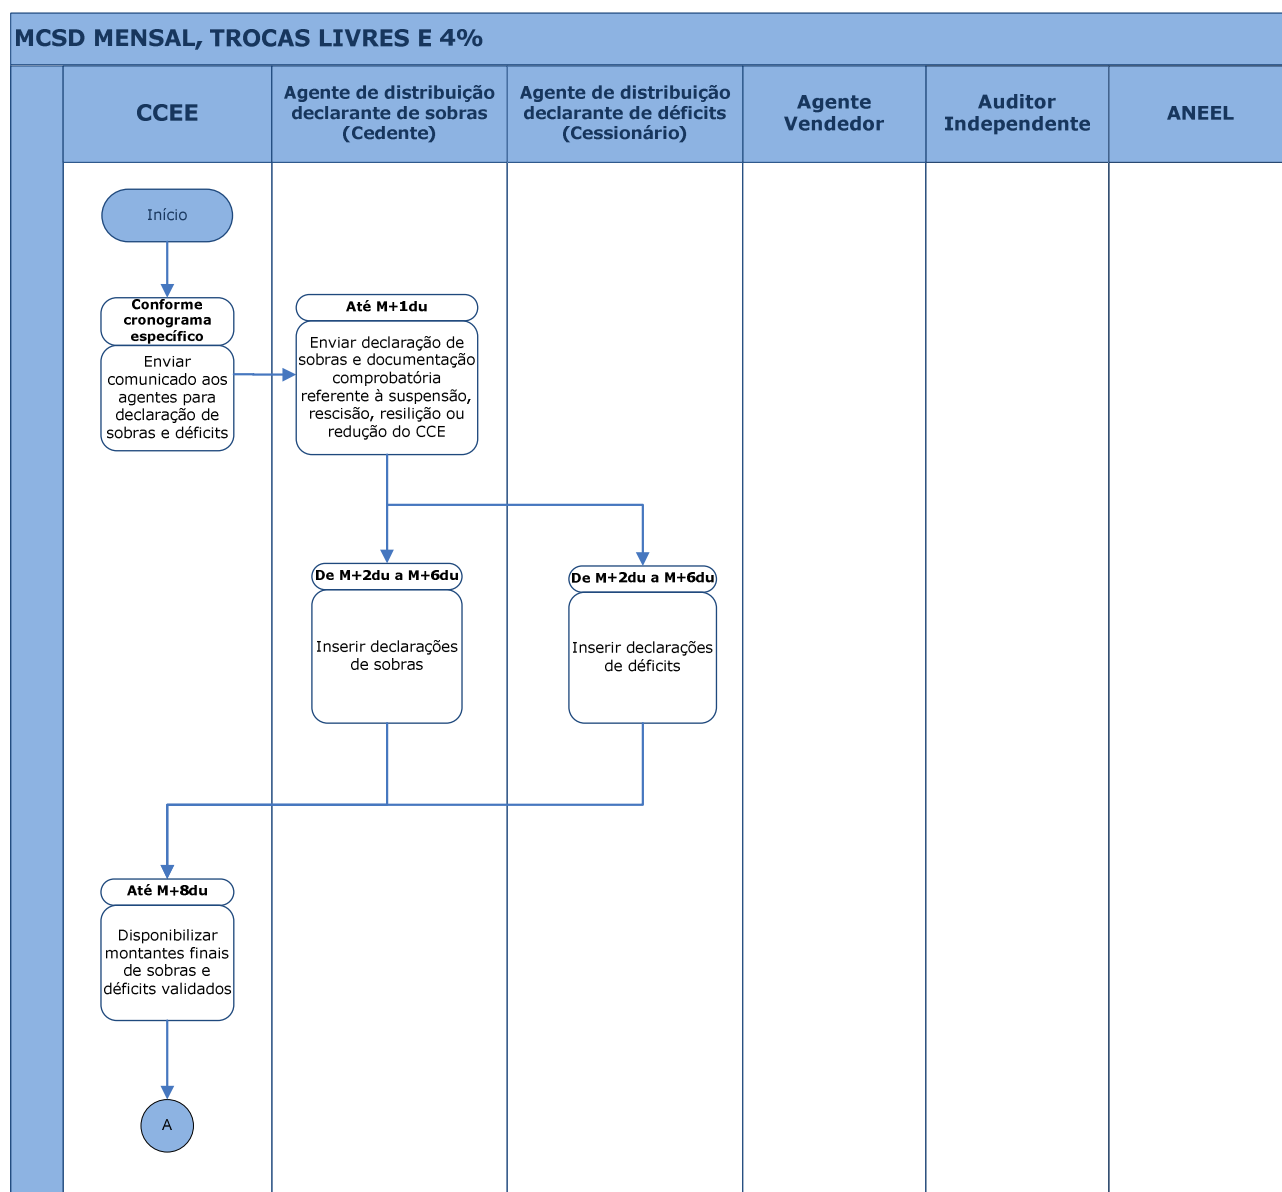 MCSD MENSAL, TROCAS LIVRES E 4%
CCEE
Agente de distribuição
declarante de sobras
(Cedente)
Agente de distribuição
declarante de déficits
(Cessionário)
Agente
Vendedor
Auditor
Independente
ANEEL
Início
Conforme
cronograma
específico
Enviar
comunicado aos
agentes para
declaração de
sobras e déficits
Até M+1du
Enviar declaração de
sobras e documentação
comprobatória
referente à suspensão,
rescisão, resilição ou
redução do CCE
De M+2du a M+6du
Inserir declarações
de sobras
De M+2du a M+6du
Inserir declarações
de déficits
Até M+8du
Disponibilizar
montantes finais
de sobras e
déficits validados
A